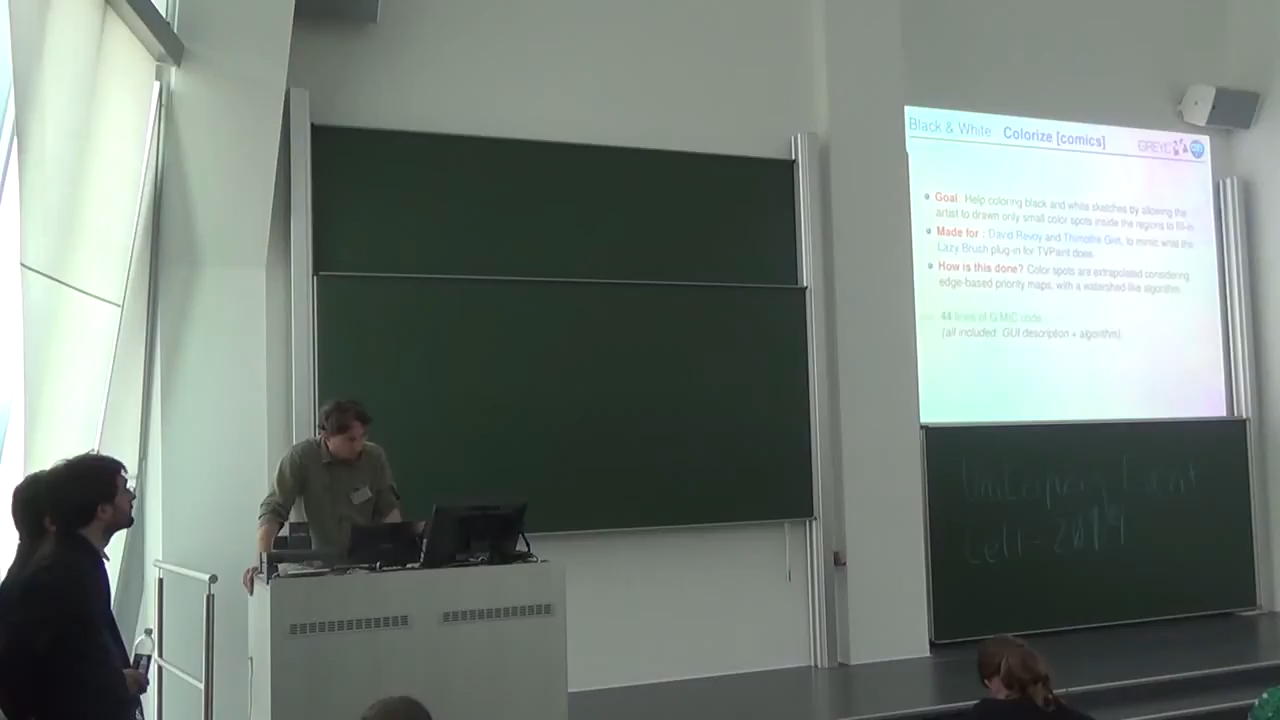 Black & White Colorize [comics]
GREYC
Goal: Help coloring black and white sketches by allowing the
artist to drawn only small color spots inside the regions to fill-in
Made for : David Revoy and Timothée Giet, to mimic what the
Lazy Brush plug-in for TVPaint does.
How is this done? Color spots are extrapolated considering
edge-based priority maps, with a watershed-like algorithm.
44 lines of G'MIC code
(all included: GUI description + algorithm)
2014